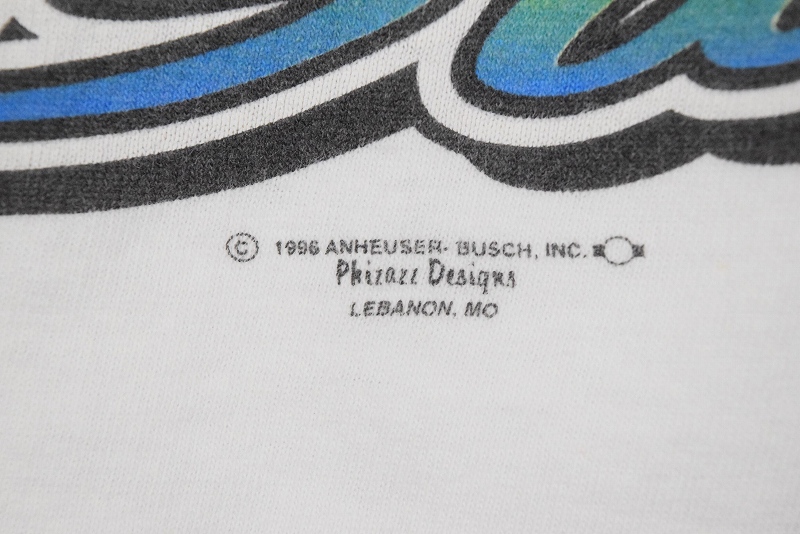 © 1996 ANHEUSER-BUSCH, INC.
Phizazz Designs
LEBANON, MO